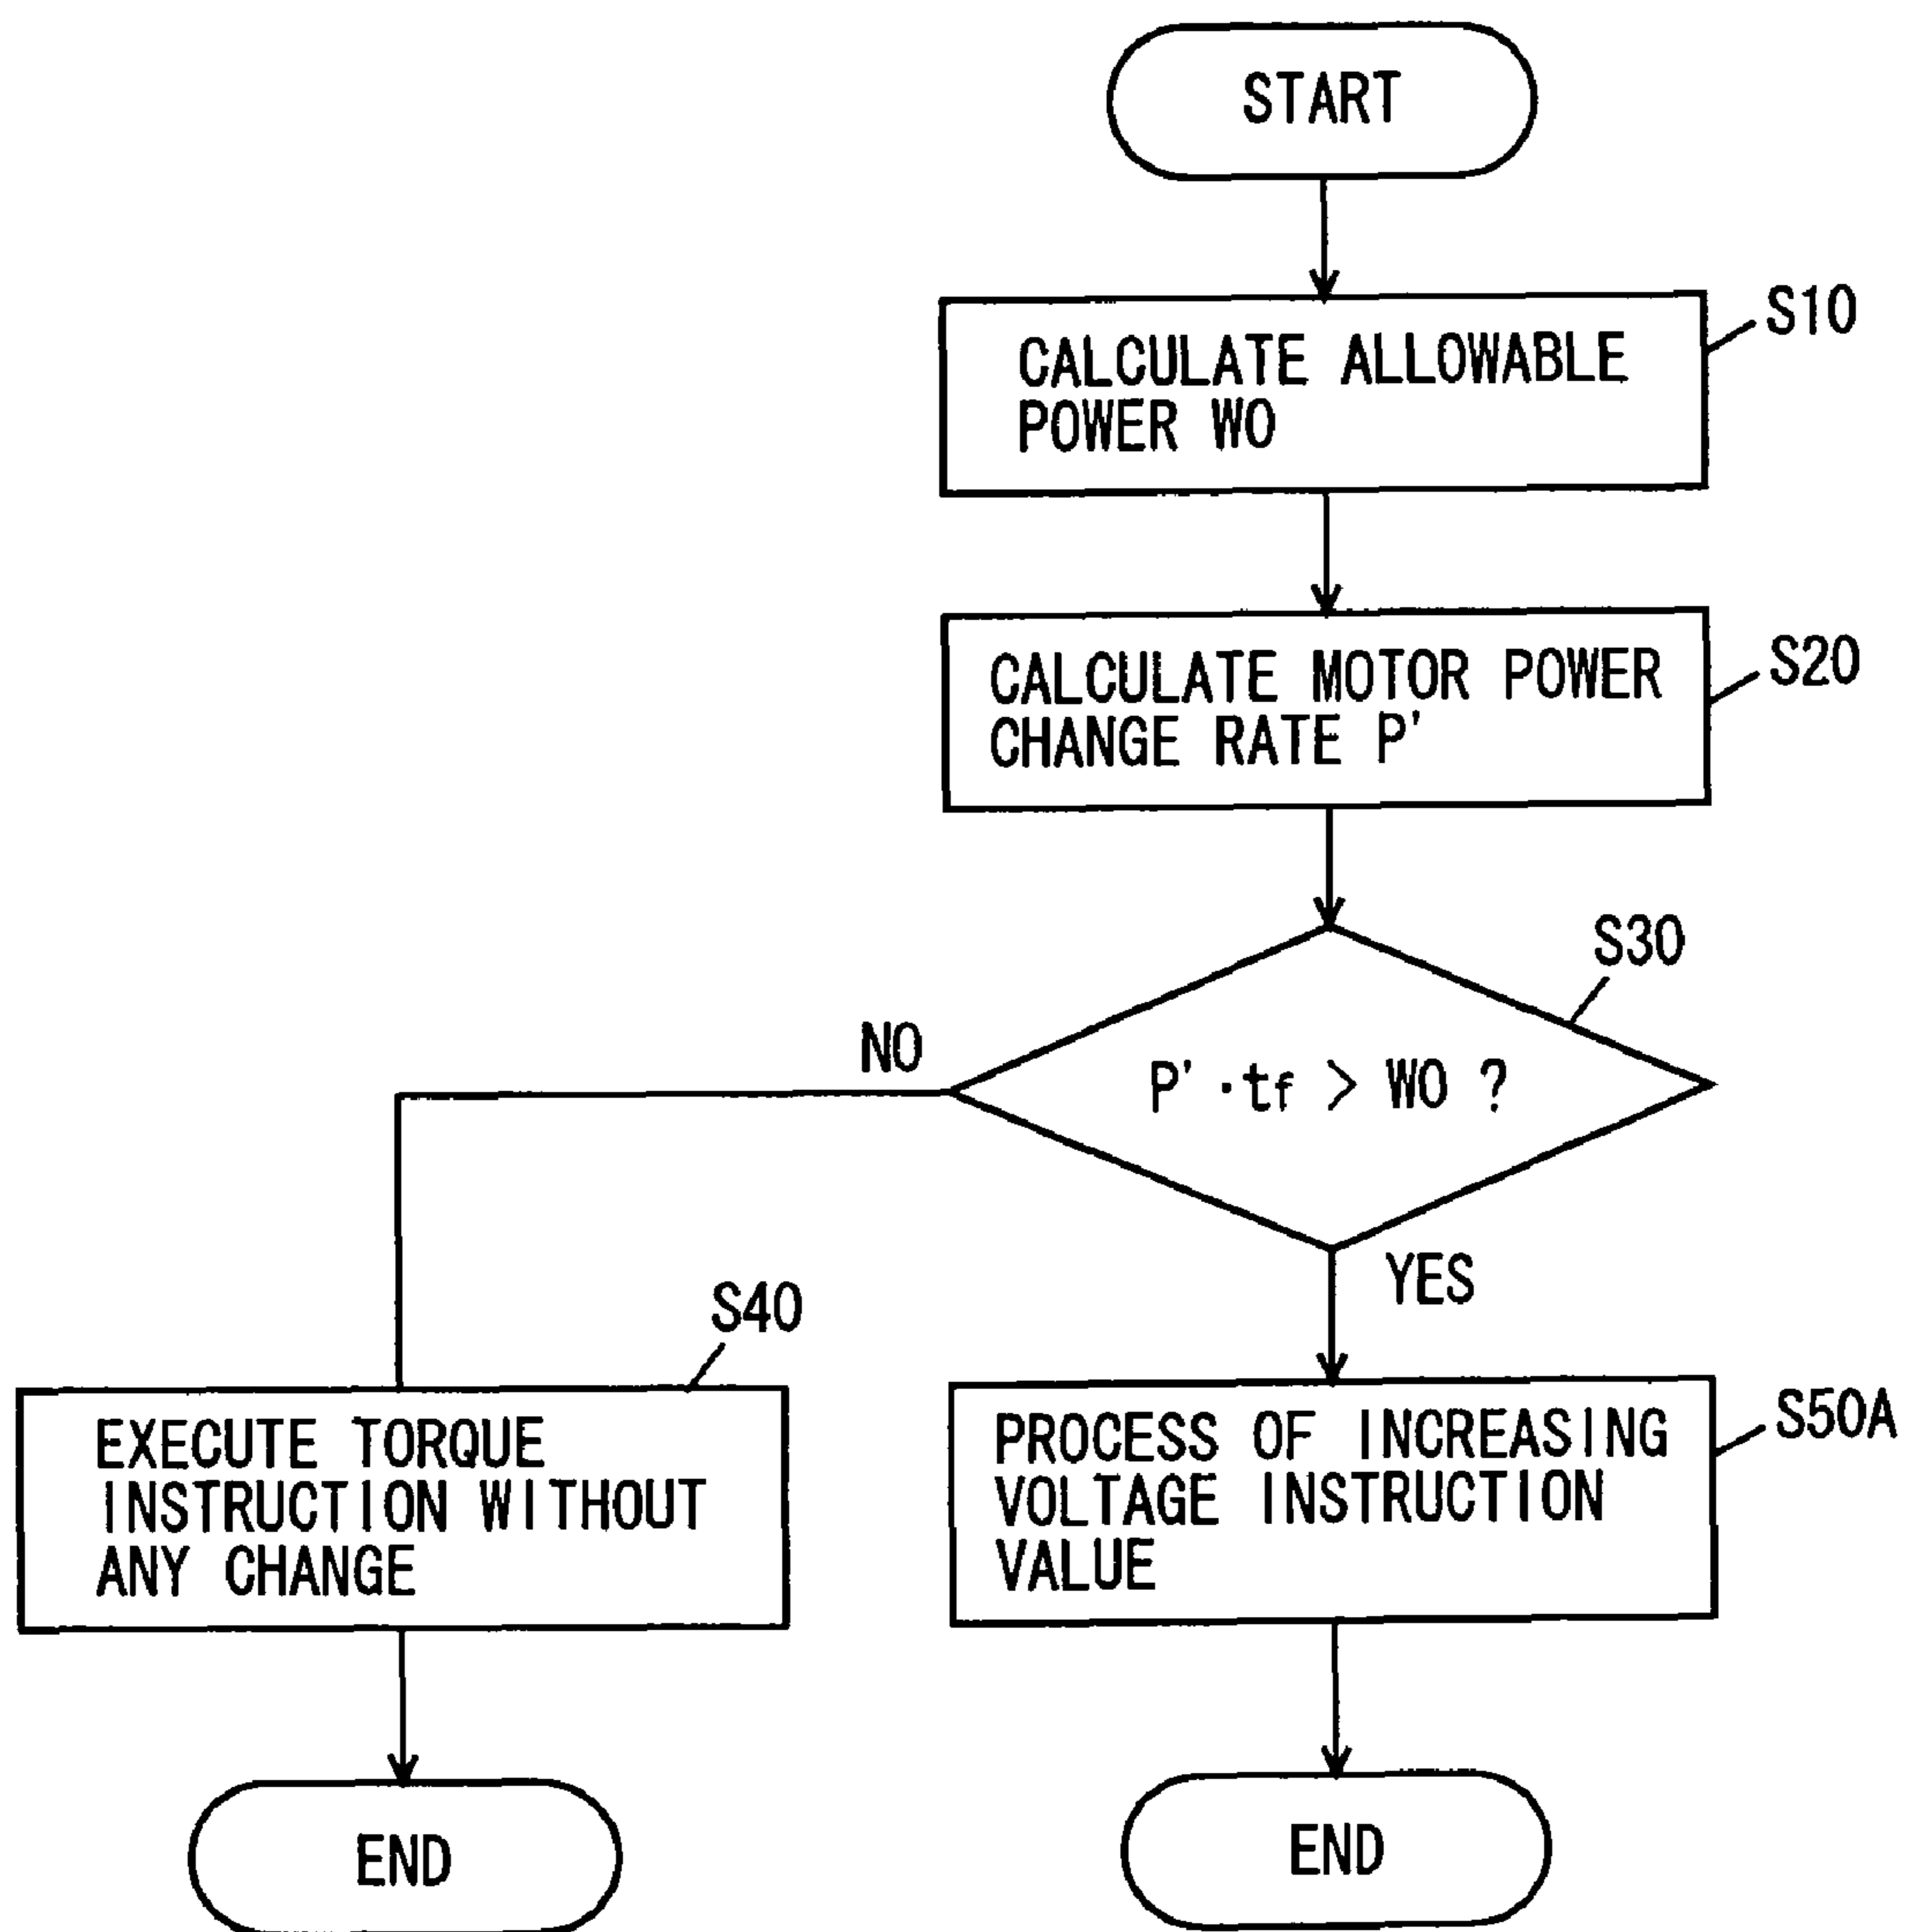 START
S10
CALCULATE ALLOWABLE
POWER WO
S20
CALCULATE MOTOR POWER
CHANGE RATE P'
S30
NO
P'·tf > WO ?
YES
S40
EXECUTE TORQUE
INSTRUCTION WITHOUT
ANY CHANGE
S50A
PROCESS OF INCREASING
VOLTAGE INSTRUCTION
VALUE
END
END